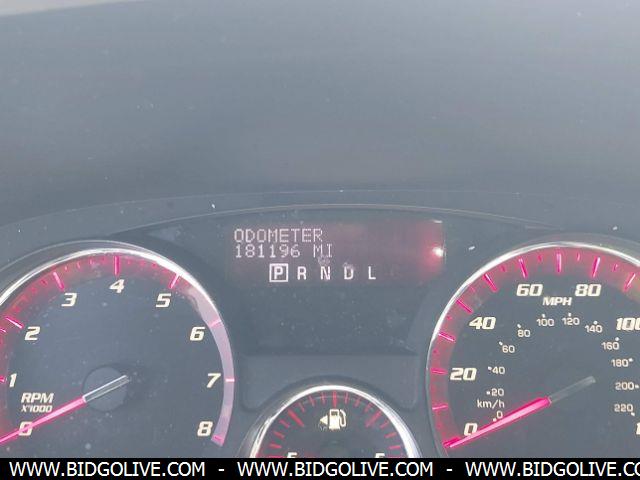 ODOMETER
181196 MI
P R N D L
0 1 2 3 4 5 6 7 8
RPM
X1000
0 20 40 60 80 100
MPH
0 20 40 60 80 100 120 140 160 180 200 220
km/h
WWW.BIDGOLIVE.COM - WWW.BIDGOLIVE.COM - WWW.BIDGOLIVE.COM